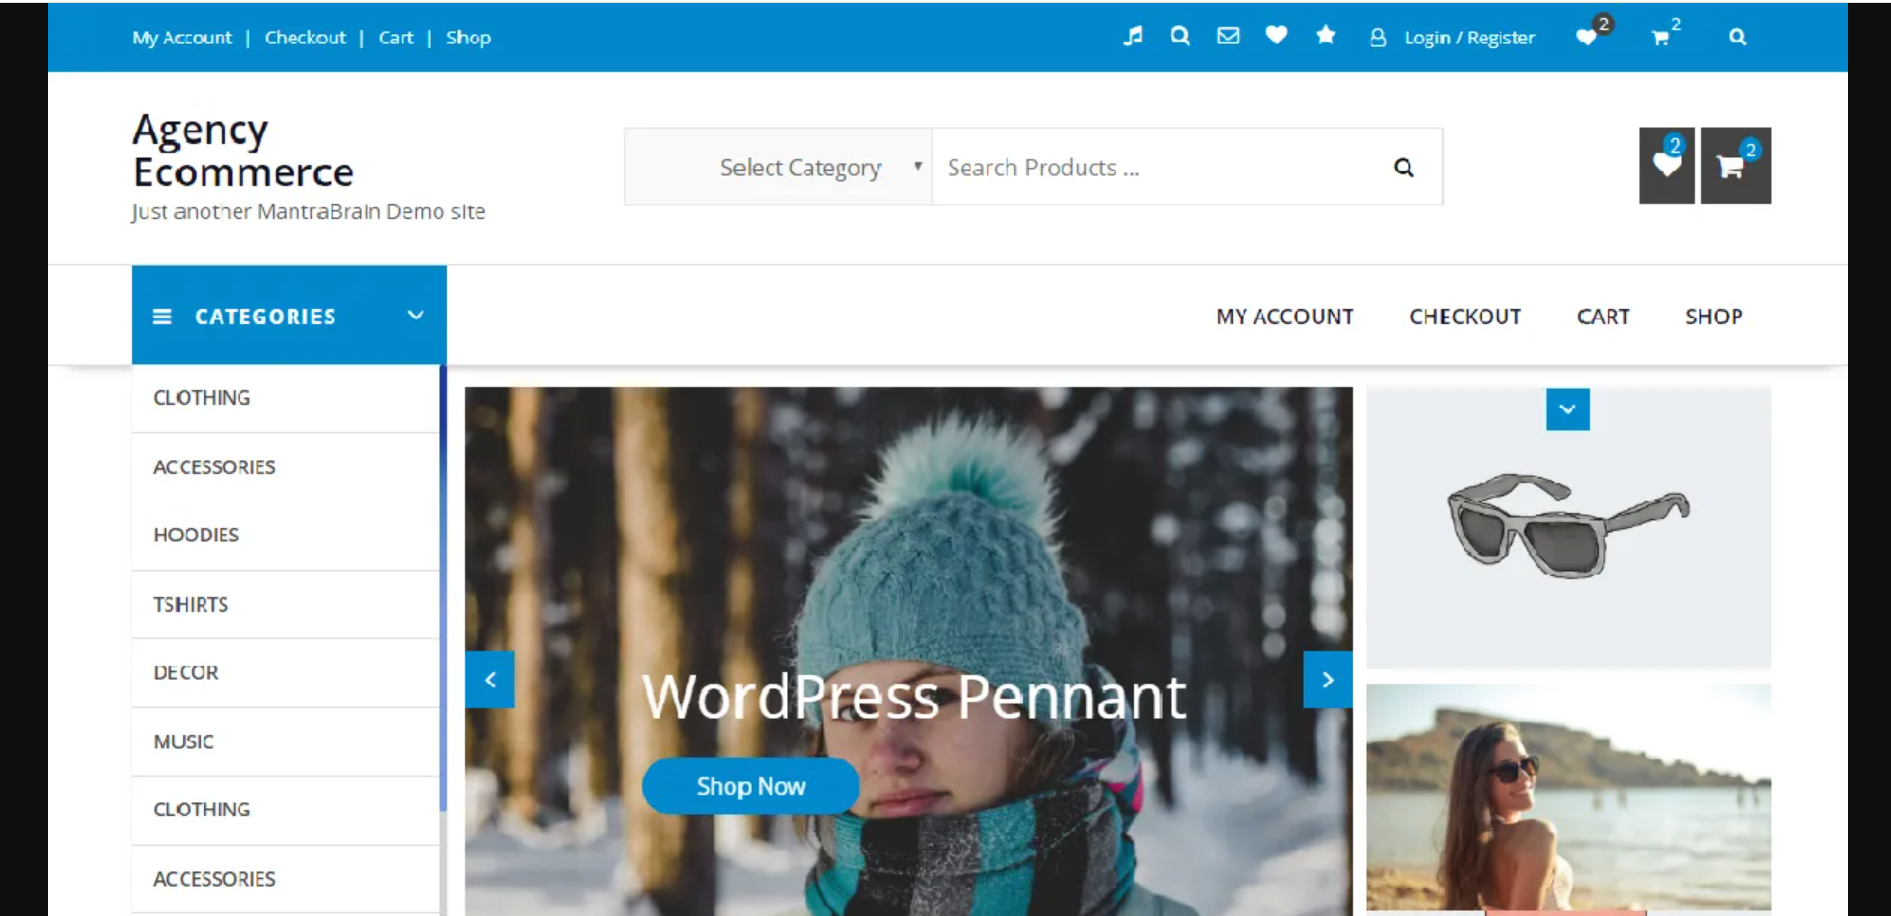 My Account | Checkout | Cart | Shop
Login / Register 2 2
Agency
Ecommerce
Just another MantraBrain Demo site
Select Category
Search Products ...
2
2
CATEGORIES
MY ACCOUNT CHECKOUT CART SHOP
CLOTHING
ACCESSORIES
HOODIES
TSHIRTS
DECOR
MUSIC
CLOTHING
ACCESSORIES
WordPress Pennant
Shop Now